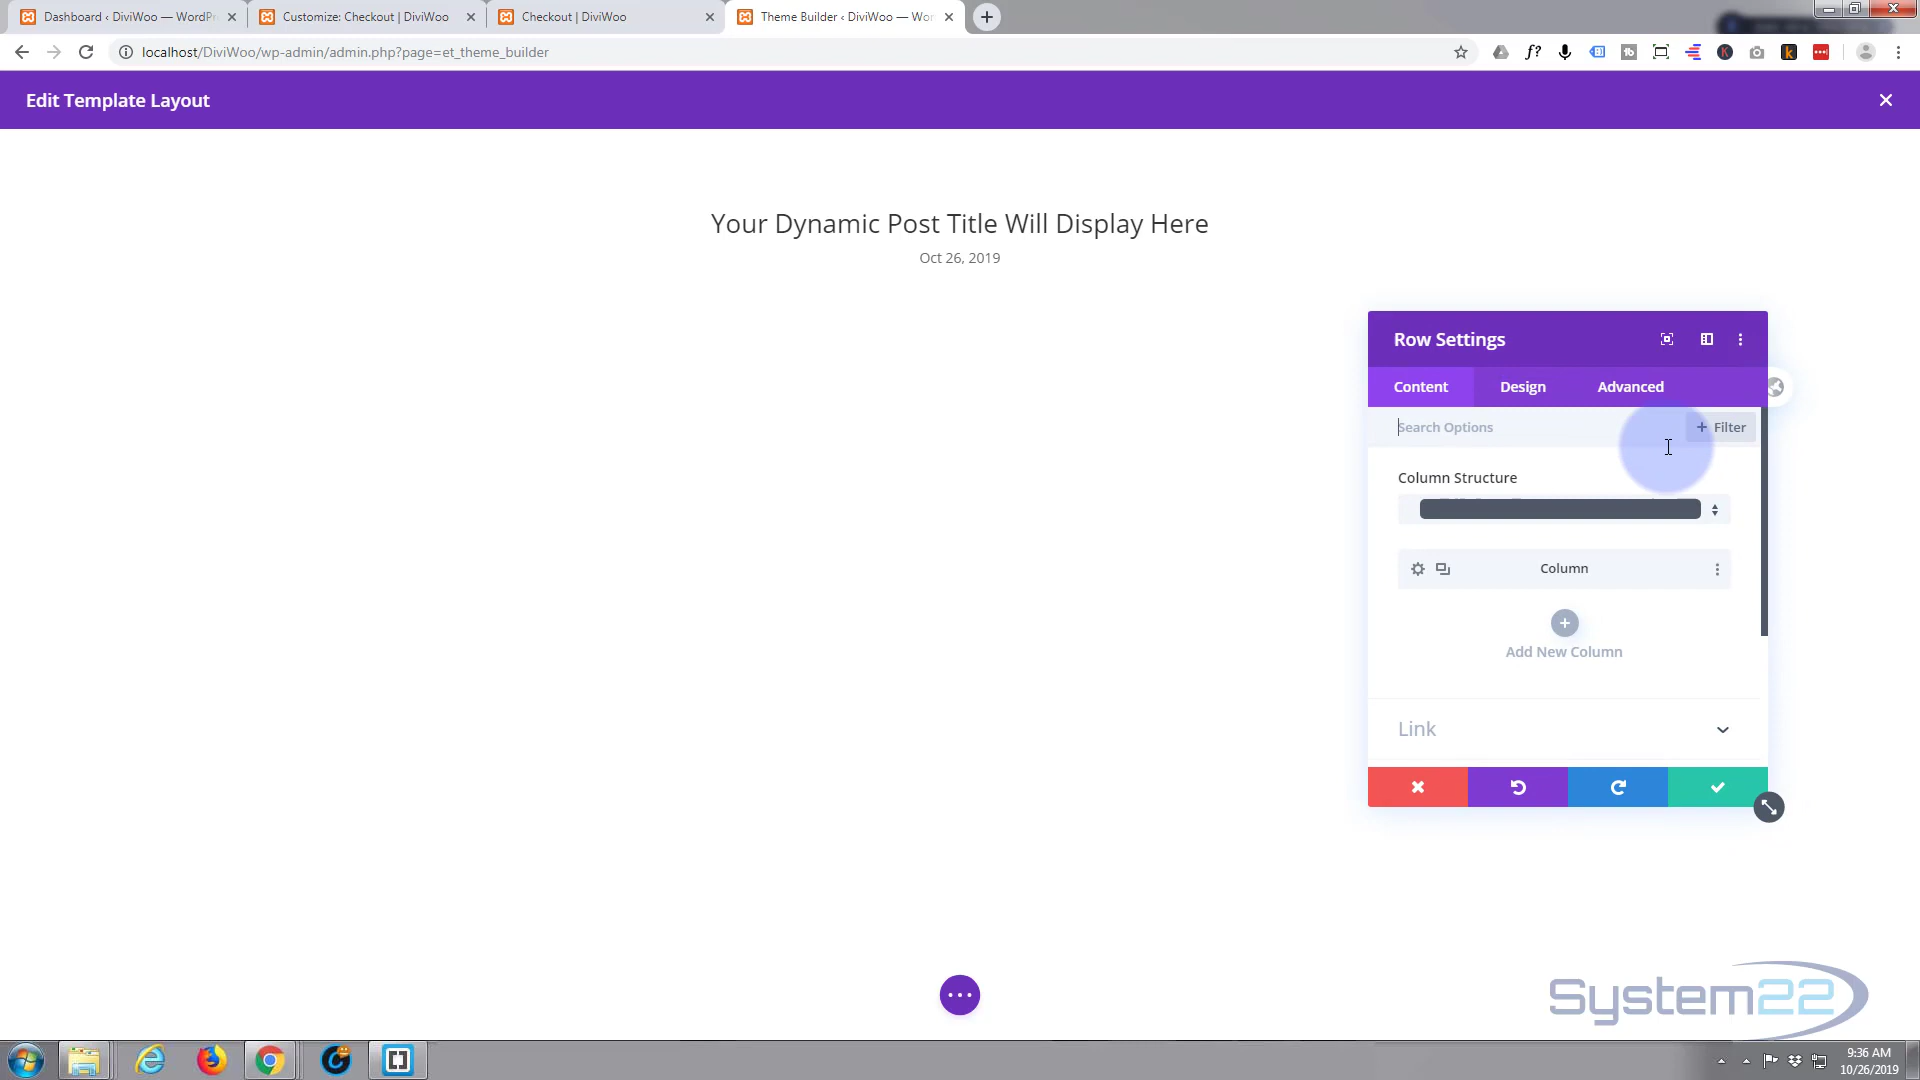 Dashboard ‹ DiviWoo — WordPr
Customize: Checkout | DiviWoo
Checkout | DiviWoo
Theme Builder ‹ DiviWoo — Wor
localhost/DiviWoo/wp-admin/admin.php?page=et_theme_builder
Edit Template Layout
Your Dynamic Post Title Will Display Here
Oct 26, 2019
Row Settings
Content Design Advanced
Search Options
Filter
Column Structure
Column
Add New Column
Link
System22
9:36 AM
10/26/2019